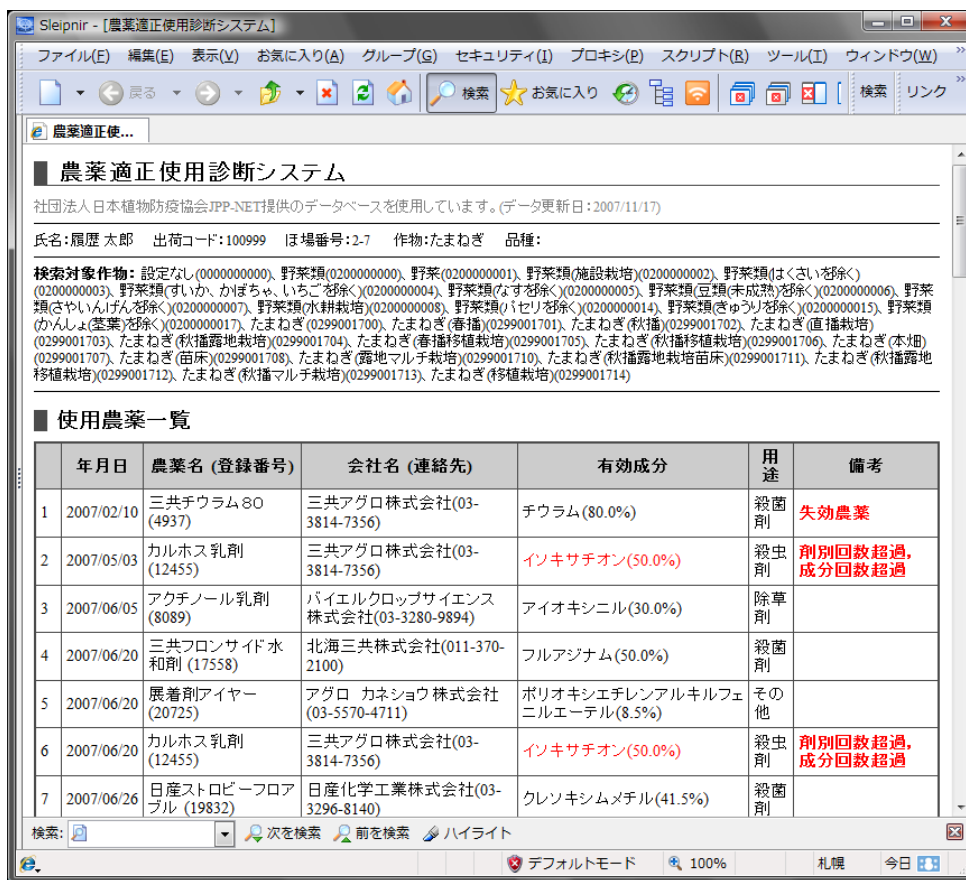 Sleipnir - [農薬適正使用診断システム]
ファイル(F) 編集(E) 表示(V) お気に入り(A) グループ(G) セキュリティ(I) プロキシ(P) スクリプト(R) ツール(T) ウィンドウ(W) »
戻る 検索 お気に入り 検索 リンク »
農薬適正使...
農薬適正使用診断システム
社団法人日本植物防疫協会JPP-NET提供のデータベースを使用しています。(データ更新日:2007/11/17)
氏名:履歴 太郎 出荷コード:100999 ほ場番号:2-7 作物:たまねぎ 品種:
検索対象作物: 設定なし(0000000000)、野菜類(0200000000)、野菜(0200000001)、野菜類(施設栽培)(0200000002)、野菜類(はくさいを除く)
(0200000003)、野菜類(すいか、かぼちゃ、いちごを除く)(0200000004)、野菜類(なすを除く)(0200000005)、野菜類(豆類(未成熟)を除く)(0200000006)、野菜
類(さやいんげんを除く)(0200000007)、野菜類(水耕栽培)(0200000008)、野菜類(パセリを除く)(0200000014)、野菜類(きゅうりを除く)(0200000015)、野菜類
(かんしょ(茎葉)を除く)(0200000017)、たまねぎ(0299001700)、たまねぎ(春播)(0299001701)、たまねぎ(秋播)(0299001702)、たまねぎ(直播栽培)
(0299001703)、たまねぎ(秋播露地栽培)(0299001704)、たまねぎ(春播移植栽培)(0299001705)、たまねぎ(秋播移植栽培)(0299001706)、たまねぎ(本畑)
(0299001707)、たまねぎ(苗床)(0299001708)、たまねぎ(露地マルチ栽培)(0299001710)、たまねぎ(秋播露地栽培苗床)(0299001711)、たまねぎ(秋播露地
移植栽培)(0299001712)、たまねぎ(秋播マルチ栽培)(0299001713)、たまねぎ(移植栽培)(0299001714)
使用農薬一覧
年月日 農薬名 (登録番号) 会社名 (連絡先) 有効成分 用途 備考
1 2007/02/10 三共チウラム80 (4937) 三共アグロ株式会社(03-3814-7356) チウラム(80.0%) 殺菌剤 失効農薬
2 2007/05/03 カルホス乳剤 (12455) 三共アグロ株式会社(03-3814-7356) イソキサチオン(50.0%) 殺虫剤 剤別回数超過, 成分回数超過
3 2007/06/05 アクチノール乳剤 (8089) バイエルクロップサイエンス株式会社(03-3280-9894) アイオキシニル(30.0%) 除草剤
4 2007/06/20 三共フロンサイド水和剤 (17558) 北海三共株式会社(011-370-2100) フルアジナム(50.0%) 殺菌剤
5 2007/06/20 展着剤アイヤー (20725) アグロ カネショウ株式会社 (03-5570-4711) ポリオキシエチレンアルキルフェニルエーテル(8.5%) その他
6 2007/06/20 カルホス乳剤 (12455) 三共アグロ株式会社(03-3814-7356) イソキサチオン(50.0%) 殺虫剤 剤別回数超過, 成分回数超過
7 2007/06/26 日産ストロビーフロアブル (19832) 日産化学工業株式会社(03-3296-8140) クレソキシムメチル(41.5%) 殺菌剤
検索: 次を検索 前を検索 ハイライト
デフォルトモード 100% 札幌 今日